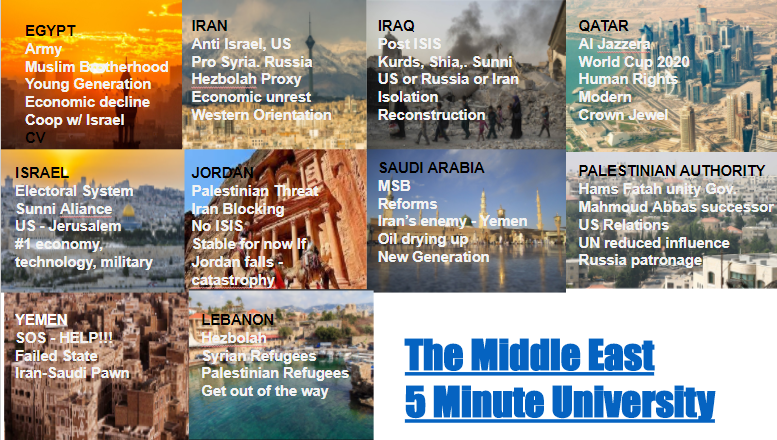 EGYPT
Army
Muslim Brotherhood
Young Generation
Economic decline
Coop w/ Israel
CV
IRAN
Anti Israel, US
Pro Syria. Russia
Hezbolah Proxy
Economic unrest
Western Orientation
IRAQ
Post ISIS
Kurds, Shia,. Sunni
US or Russia or Iran
Isolation
Reconstruction
QATAR
Al Jazzera
World Cup 2020
Human Rights
Modern
Crown Jewel
ISRAEL
Electoral System
Sunni Aliance
US - Jerusalem
#1 economy,
technology, military
JORDAN
Palestinian Threat
Iran Blocking
No ISIS
Stable for now If
Jordan falls -
catastrophy
SAUDI ARABIA
MSB
Reforms
Iran's enemy - Yemen
Oil drying up
New Generation
PALESTINIAN AUTHORITY
Hams Fatah unity Gov.
Mahmoud Abbas successor
US Relations
UN reduced influence
Russia patronage
YEMEN
SOS - HELP!!!
Failed State
Iran-Saudi Pawn
LEBANON
Hezbolah
Syrian Refugees
Palestinian Refugees
Get out of the way
The Middle East
5 Minute University